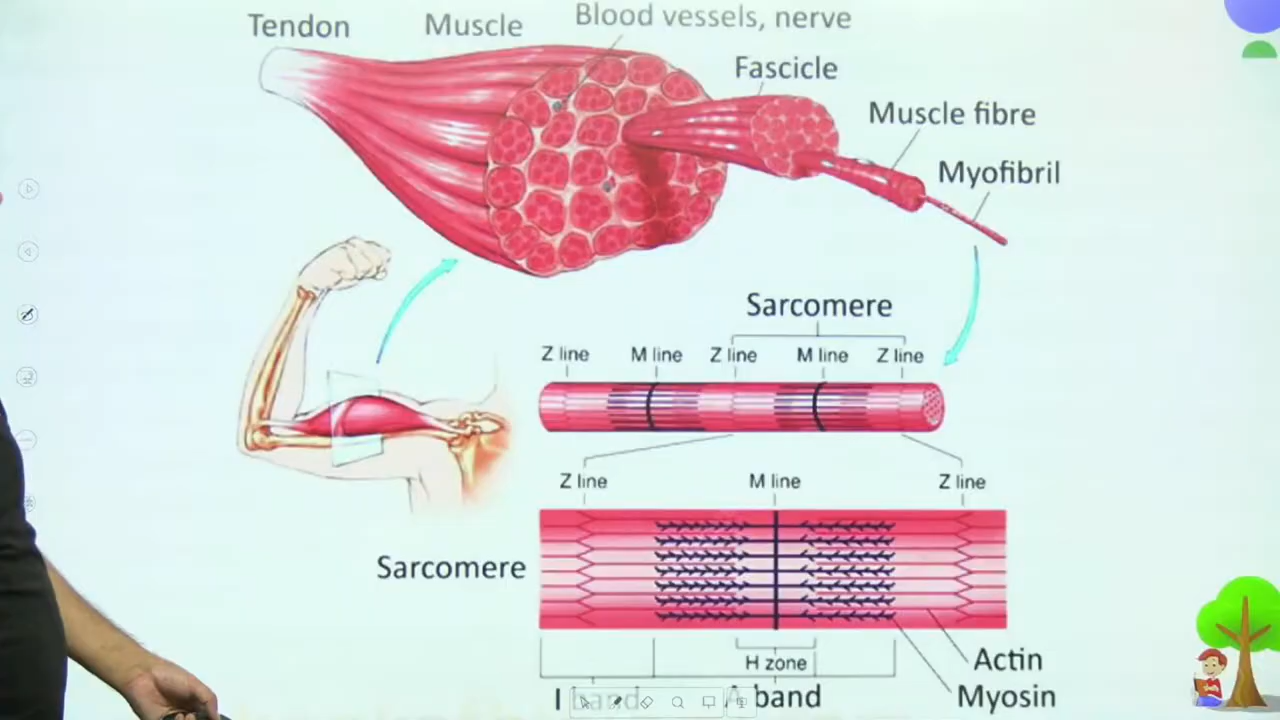 Tendon
Muscle
Blood vessels, nerve
Fascicle
Muscle fibre
Myofibril
Sarcomere
Z line M line Z line M line Z line
Z line M line Z line
Sarcomere
H zone
Actin
I band A band
Myosin